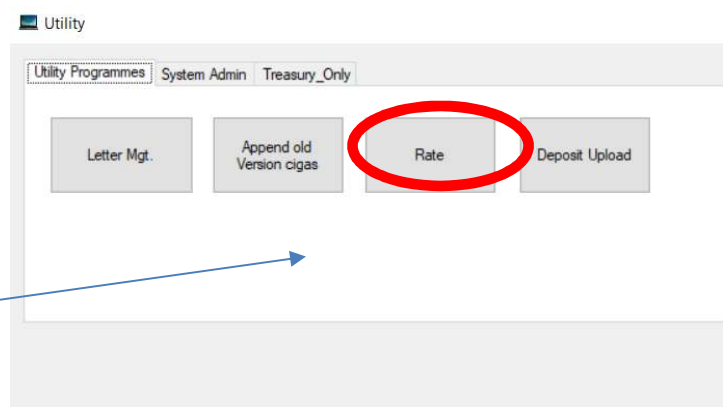 Utility
Utility Programmes System Admin Treasury_Only
Letter Mgt.
Append old
Version cigas
Rate
Deposit Upload